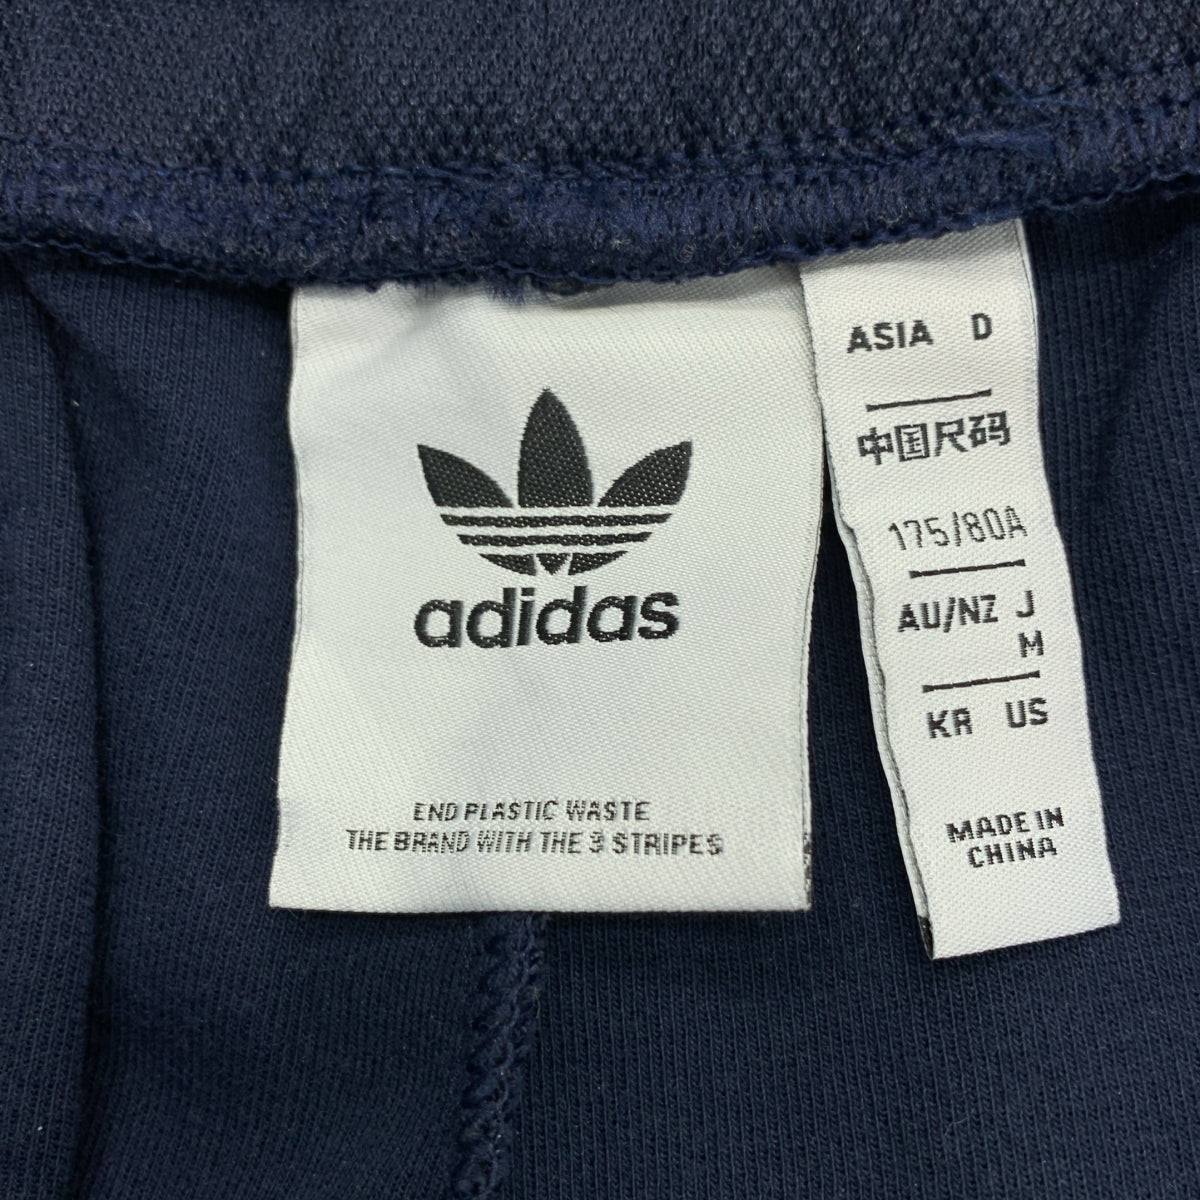 adidas
END PLASTIC WASTE
THE BRAND WITH THE 3 STRIPES
ASIA D
中国尺码
175/80A
AU/NZ J
M
KR US
MADE IN
CHINA